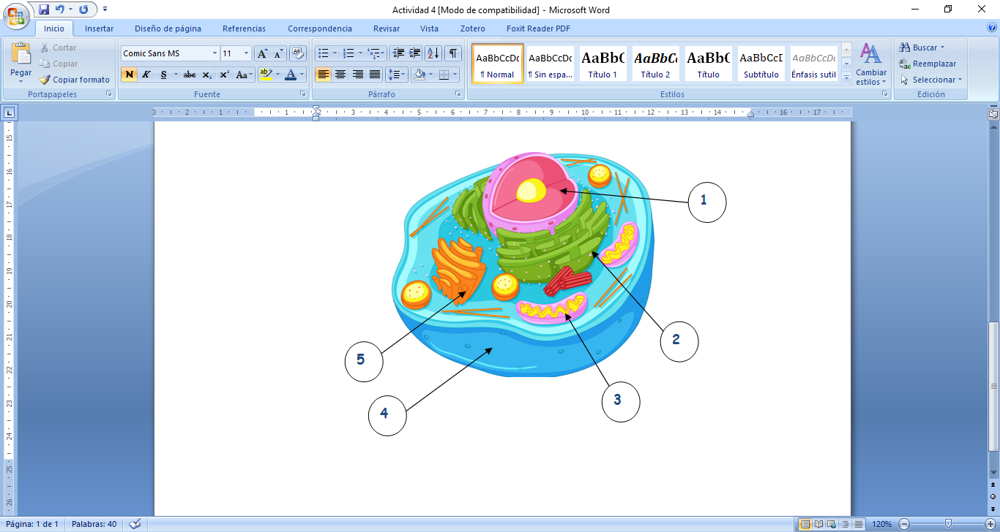 Actividad 4 [Modo de compatibilidad] - Microsoft Word
Inicio Insertar Diseño de página Referencias Correspondencia Revisar Vista Zotero Foxit Reader PDF
Pegar
Cortar
Copiar
Copiar formato
Portapapeles
Comic Sans MS 11
N K S abc x₂ x² Aa
Fuente
Párrafo
AaBbCcDc AaBbCcDc AaBbC AaBbCc AaBbC AaBbCcI AaBbCcDc
¶ Normal ¶ Sin espa... Título 1 Título 2 Título Subtítulo Énfasis sutil
Cambiar estilos
Estilos
Buscar
Reemplazar
Seleccionar
Edición
3 2 1 1 2 3 4 5 6 7 8 9 10 11 12 13 14 16 17
15
16
17
18
19
20
21
22
23
24
25
26
1
2
3
4
5
Página: 1 de 1 Palabras: 40 120%